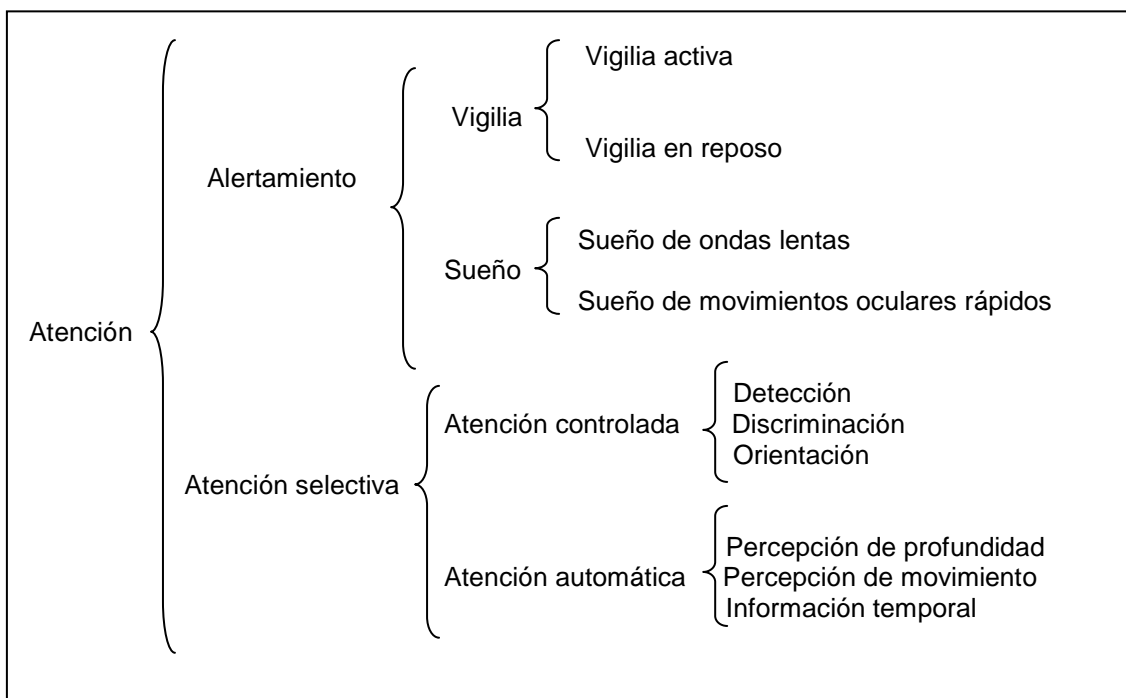 Atención
Alertamiento
Vigilia
Vigilia activa
Vigilia en reposo
Sueño
Sueño de ondas lentas
Sueño de movimientos oculares rápidos
Atención selectiva
Atención controlada
Detección
Discriminación
Orientación
Atención automática
Percepción de profundidad
Percepción de movimiento
Información temporal